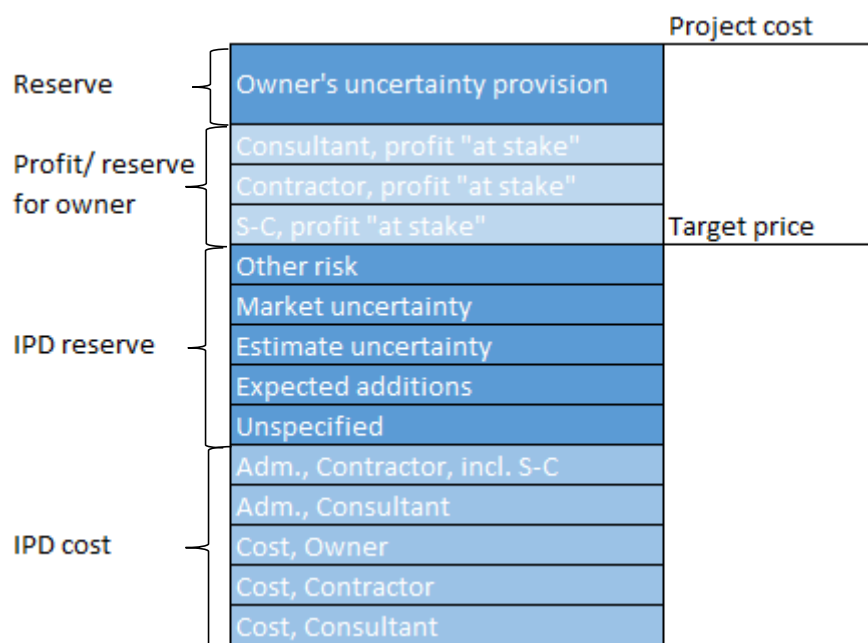 Project cost
Reserve
Owner's uncertainty provision
Profit/ reserve
for owner
Consultant, profit "at stake"
Contractor, profit "at stake"
S-C, profit "at stake"
Target price
IPD reserve
Other risk
Market uncertainty
Estimate uncertainty
Expected additions
Unspecified
IPD cost
Adm., Contractor, incl. S-C
Adm., Consultant
Cost, Owner
Cost, Contractor
Cost, Consultant